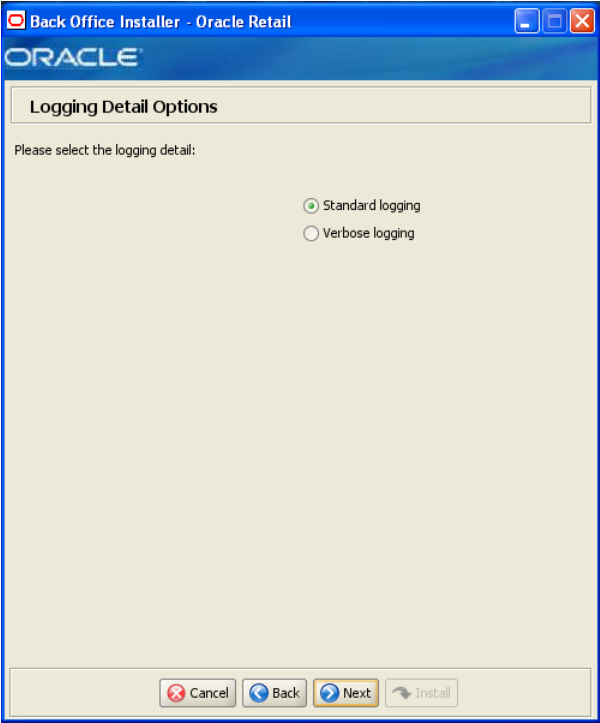 Back Office Installer - Oracle Retail
ORACLE
Logging Detail Options
Please select the logging detail:
Standard logging
Verbose logging
Cancel Back Next Install